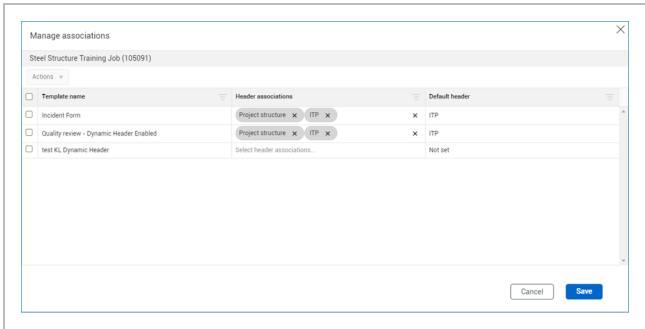 Manage associations
Steel Structure Training Job (105091)
Actions
Template name Header associations Default header
Incident Form Project structure ITP ITP
Quality review - Dynamic Header Enabled Project structure ITP ITP
test KL Dynamic Header Select header associations... Not set
Cancel Save